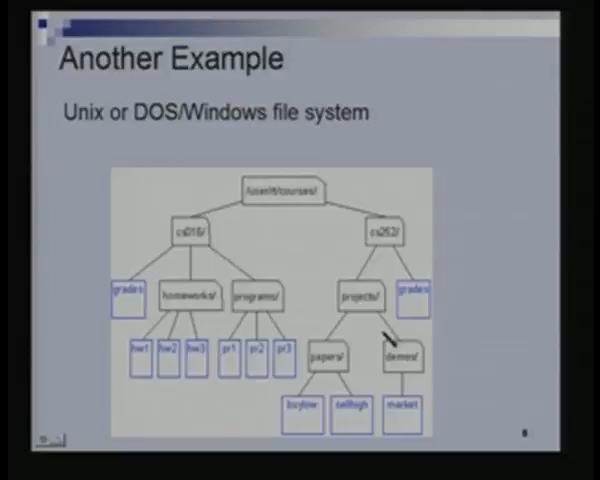 Another Example
Unix or DOS/Windows file system
/user/rt/courses/
cs016/
cs252/
grades
homeworks/
programs/
projects/
grades
hw1
hw2
hw3
pr1
pr2
pr3
papers/
demos/
buylow
sellhigh
market